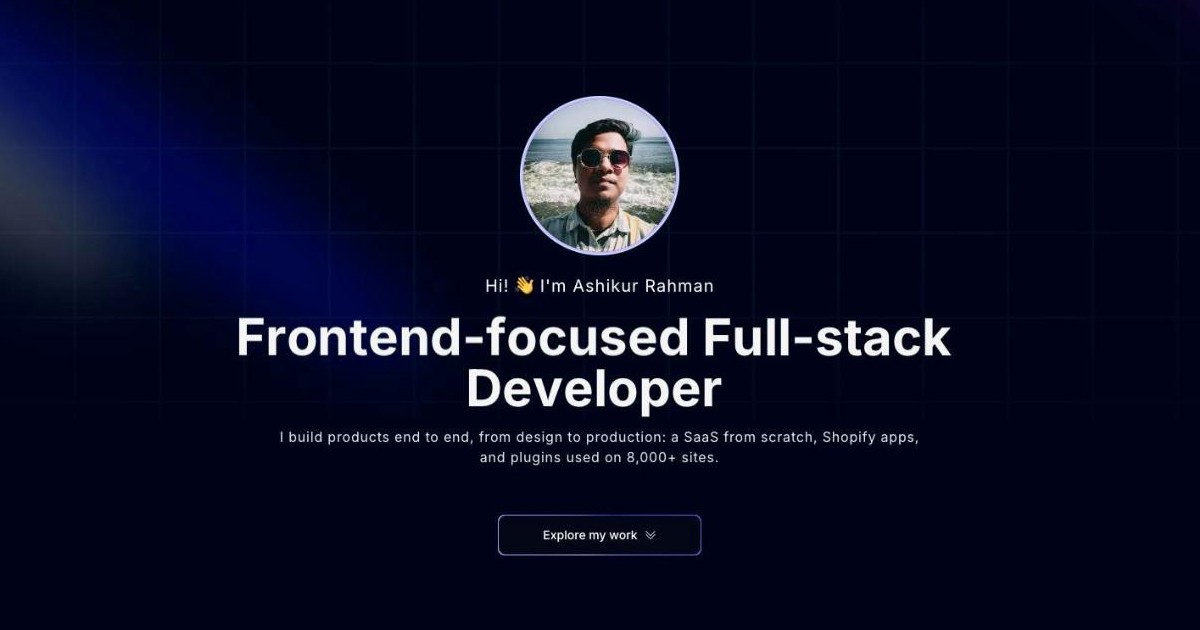 Hi! 👋 I'm Ashikur Rahman
Frontend-focused Full-stack
Developer
I build products end to end, from design to production: a SaaS from scratch, Shopify apps,
and plugins used on 8,000+ sites.
Explore my work